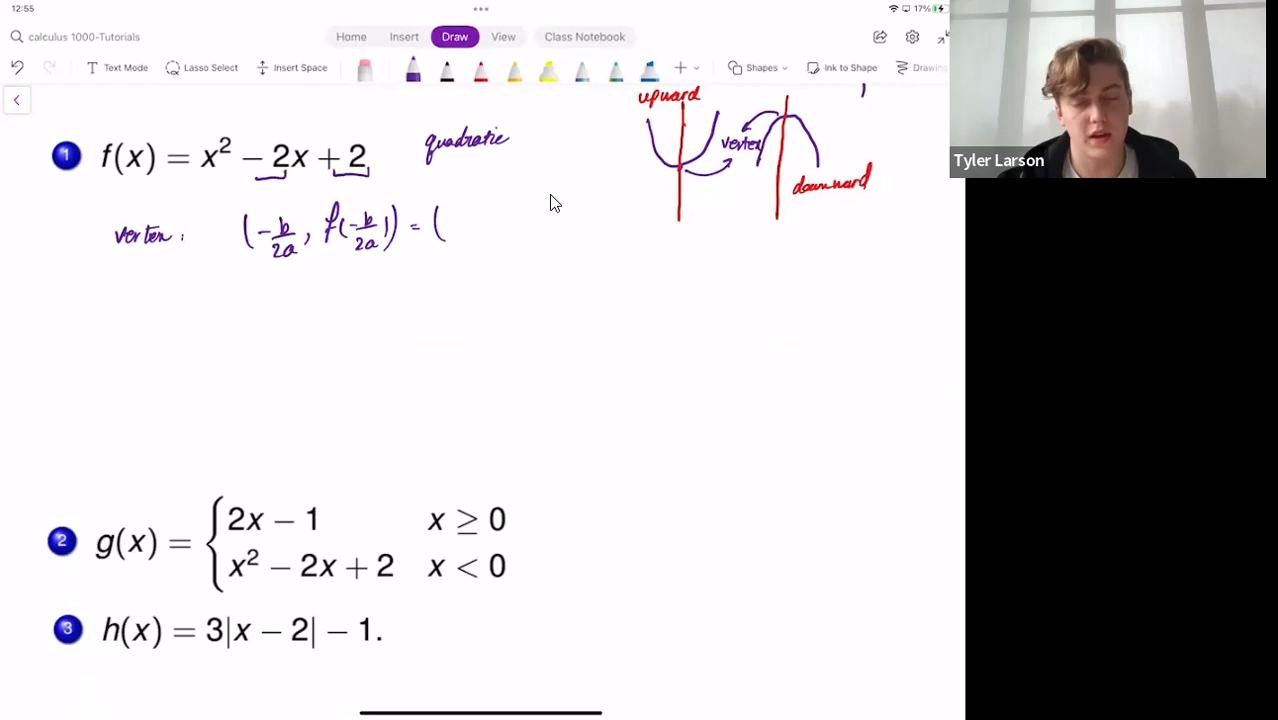 12:55
17%
calculus 1000-Tutorials
Home Insert Draw View Class Notebook
Text Mode Lasso Select Insert Space Shapes Ink to Shape Drawing
upward
vertex
downward
1 f(x) = x² − 2x + 2 quadratic
vertex : (−b/2a, f(−b/2a)) = (
2 g(x) = { 2x − 1 x ≥ 0
x² − 2x + 2 x < 0
3 h(x) = 3|x − 2| − 1.
Tyler Larson